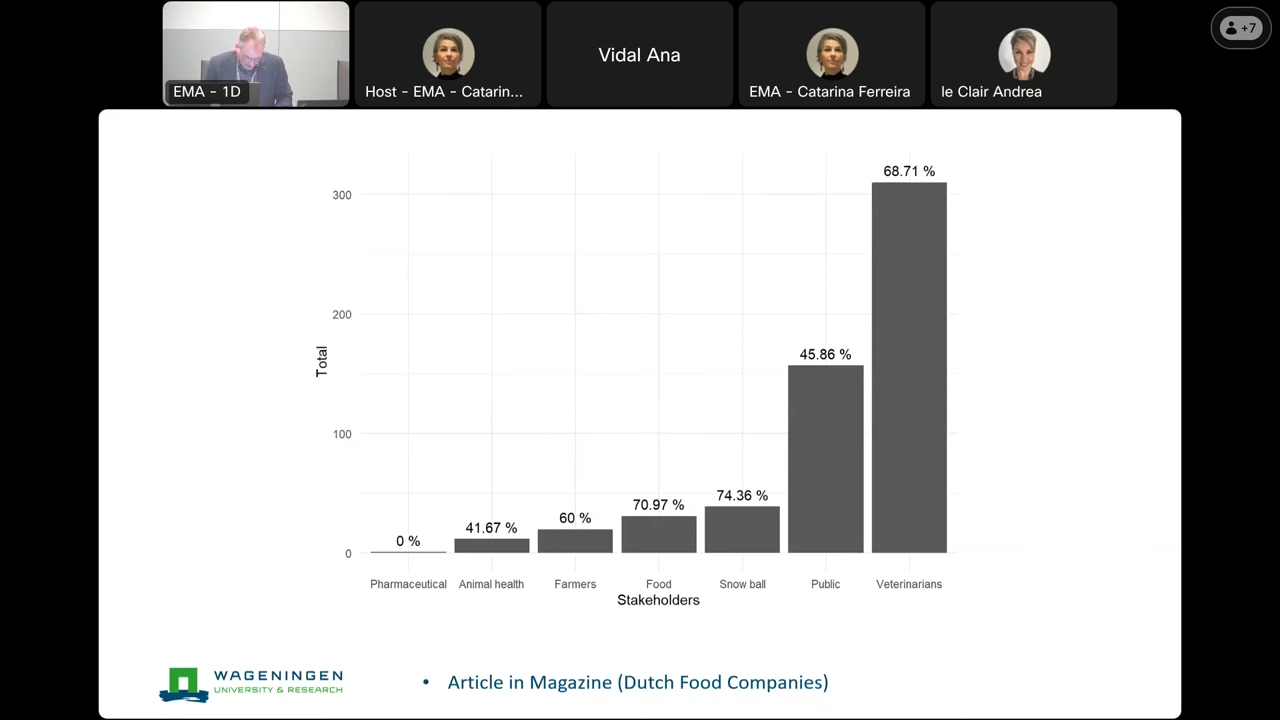 EMA - 1D
Host - EMA - Catarin...
Vidal Ana
EMA - Catarina Ferreira
le Clair Andrea
+7
68.71 %
300
200
Total
45.86 %
100
74.36 %
70.97 %
60 %
41.67 %
0 %
0
Pharmaceutical Animal health Farmers Food Snow ball Public Veterinarians
Stakeholders
WAGENINGEN
UNIVERSITY & RESEARCH
• Article in Magazine (Dutch Food Companies)